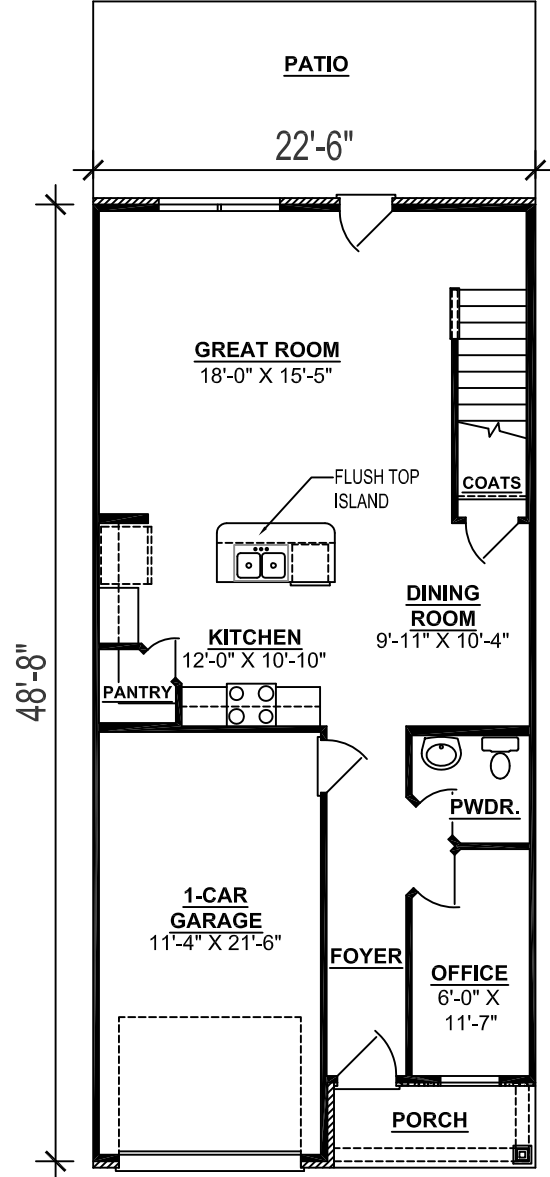 PATIO
22'-6"
GREAT ROOM
18'-0" X 15'-5"
FLUSH TOP
ISLAND
COATS
DINING
ROOM
9'-11" X 10'-4"
KITCHEN
12'-0" X 10'-10"
48'-8"
PANTRY
PWDR.
1-CAR
GARAGE
11'-4" X 21'-6"
FOYER
OFFICE
6'-0" X
11'-7"
PORCH